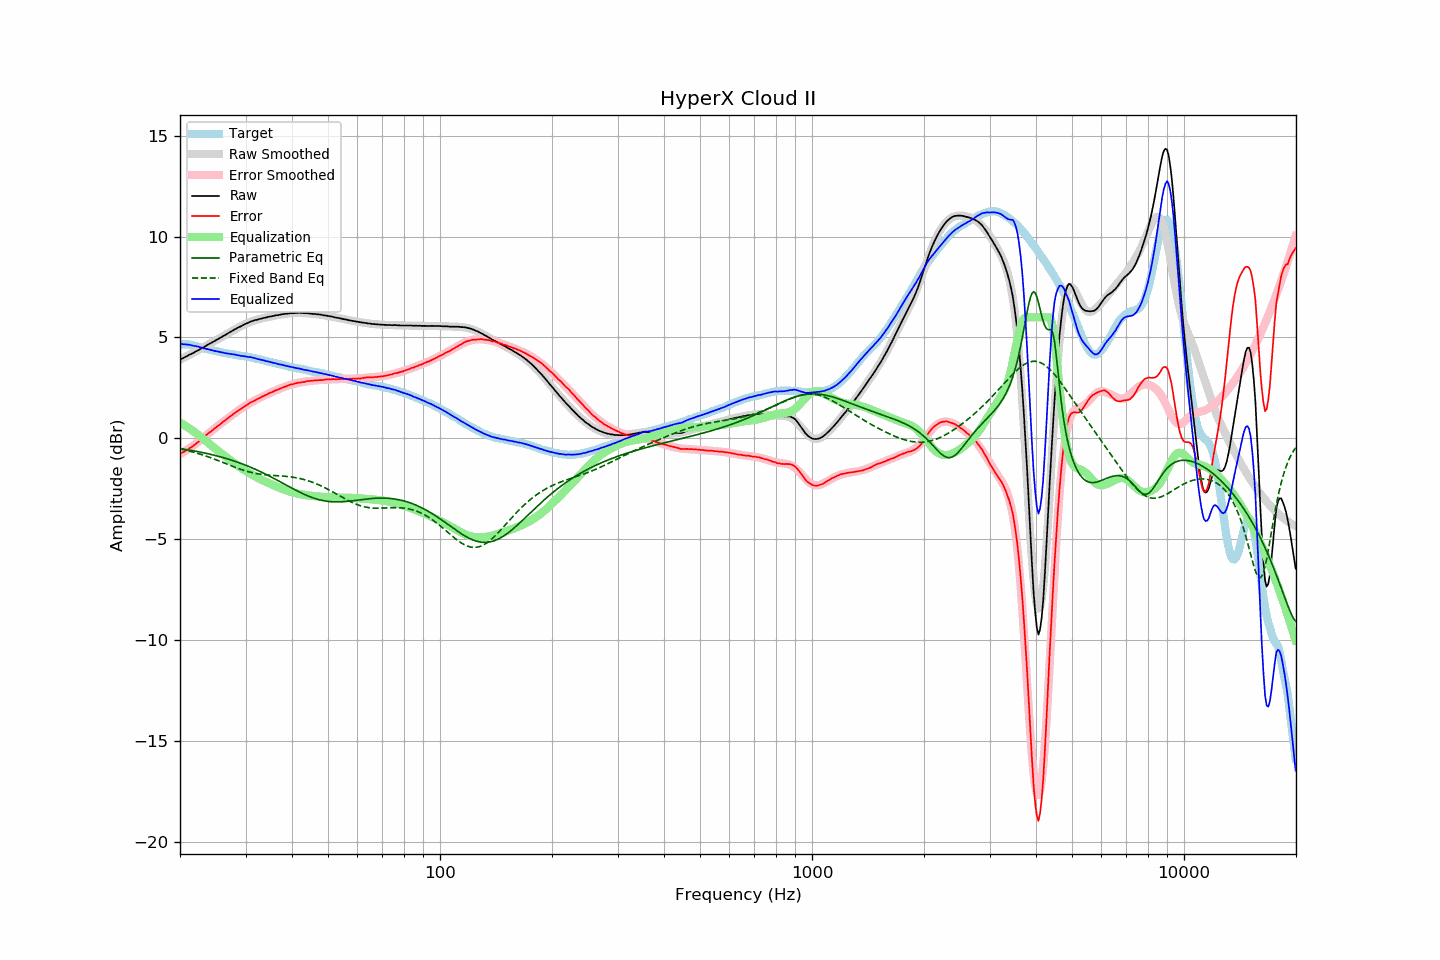 HyperX Cloud II
Target
Raw Smoothed
Error Smoothed
Raw
Error
Equalization
Parametric Eq
Fixed Band Eq
Equalized
15
10
5
0
−5
−10
−15
−20
Amplitude (dBr)
100
1000
10000
Frequency (Hz)